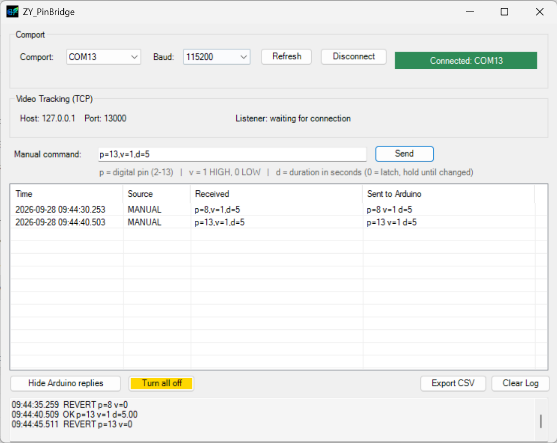 ZY_PinBridge
Comport
Comport: COM13 Baud: 115200 Refresh Disconnect Connected: COM13
Video Tracking (TCP)
Host: 127.0.0.1 Port: 13000 Listener: waiting for connection
Manual command: p=13,v=1,d=5 Send
p = digital pin (2-13) | v = 1 HIGH, 0 LOW | d = duration in seconds (0 = latch, hold until changed)
Time Source Received Sent to Arduino
2026-09-28 09:44:30.253 MANUAL p=8,v=1,d=5 p=8 v=1 d=5
2026-09-28 09:44:40.503 MANUAL p=13,v=1,d=5 p=13 v=1 d=5
Hide Arduino replies Turn all off Export CSV Clear Log
09:44:35.259 REVERT p=8 v=0
09:44:40.509 OK p=13 v=1 d=5.00
09:44:45.511 REVERT p=13 v=0